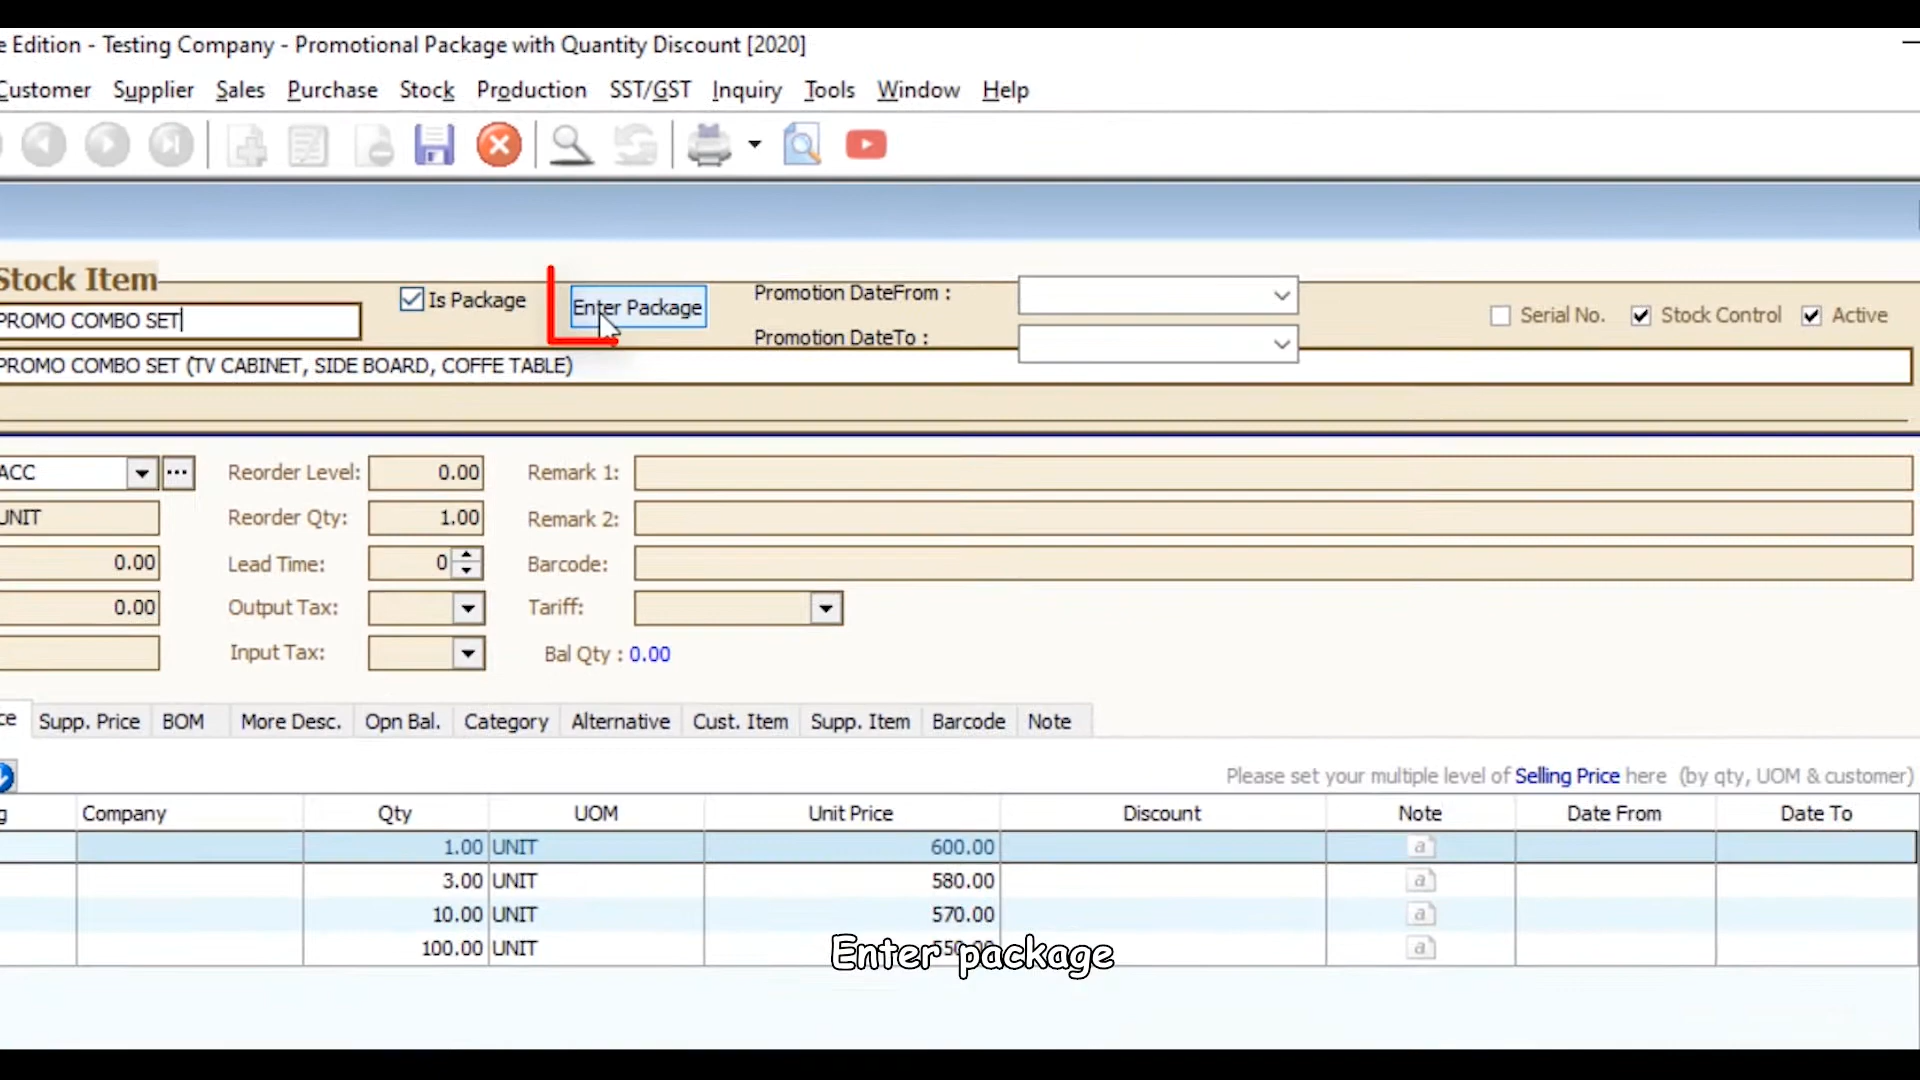 e Edition - Testing Company - Promotional Package with Quantity Discount [2020]
Customer Supplier Sales Purchase Stock Production SST/GST Inquiry Tools Window Help
Stock Item
PROMO COMBO SET
Is Package
Enter Package
Promotion DateFrom :
Promotion DateTo :
Serial No. Stock Control Active
PROMO COMBO SET (TV CABINET, SIDE BOARD, COFFE TABLE)
ACC Reorder Level: 0.00 Remark 1:
UNIT Reorder Qty: 1.00 Remark 2:
0.00 Lead Time: 0 Barcode:
0.00 Output Tax: Tariff:
Input Tax: Bal Qty : 0.00
ce Supp. Price BOM More Desc. Opn Bal. Category Alternative Cust. Item Supp. Item Barcode Note
Please set your multiple level of Selling Price here (by qty, UOM & customer)
g Company Qty UOM Unit Price Discount Note Date From Date To
1.00 UNIT 600.00 a
3.00 UNIT 580.00 a
10.00 UNIT 570.00 a
100.00 UNIT 550.00 a
Enter package